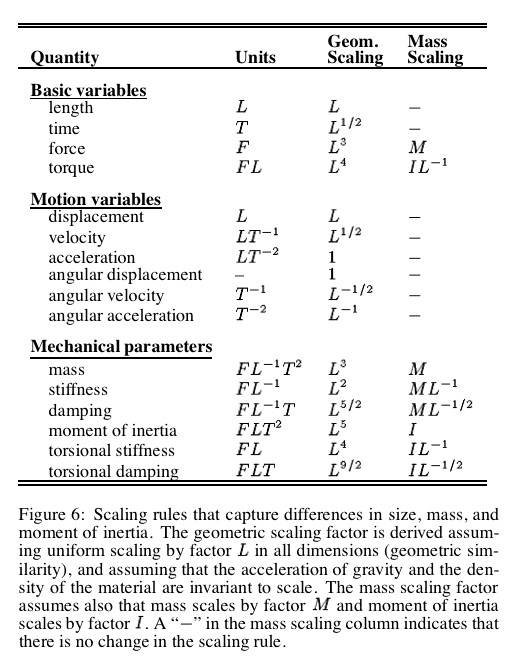 Geom. Mass
Quantity Units Scaling Scaling
Basic variables
length L L –
time T L^{1/2} –
force F L^3 M
torque FL L^4 IL^{-1}
Motion variables
displacement L L –
velocity LT^{-1} L^{1/2} –
acceleration LT^{-2} 1 –
angular displacement – 1 –
angular velocity T^{-1} L^{-1/2} –
angular acceleration T^{-2} L^{-1} –
Mechanical parameters
mass FL^{-1}T^2 L^3 M
stiffness FL^{-1} L^2 ML^{-1}
damping FL^{-1}T L^{5/2} ML^{-1/2}
moment of inertia FLT^2 L^5 I
torsional stiffness FL L^4 IL^{-1}
torsional damping FLT L^{9/2} IL^{-1/2}
Figure 6: Scaling rules that capture differences in size, mass, and
moment of inertia. The geometric scaling factor is derived assum-
ing uniform scaling by factor L in all dimensions (geometric sim-
ilarity), and assuming that the acceleration of gravity and the den-
sity of the material are invariant to scale. The mass scaling factor
assumes also that mass scales by factor M and moment of inertia
scales by factor I. A “–” in the mass scaling column indicates that
there is no change in the scaling rule.